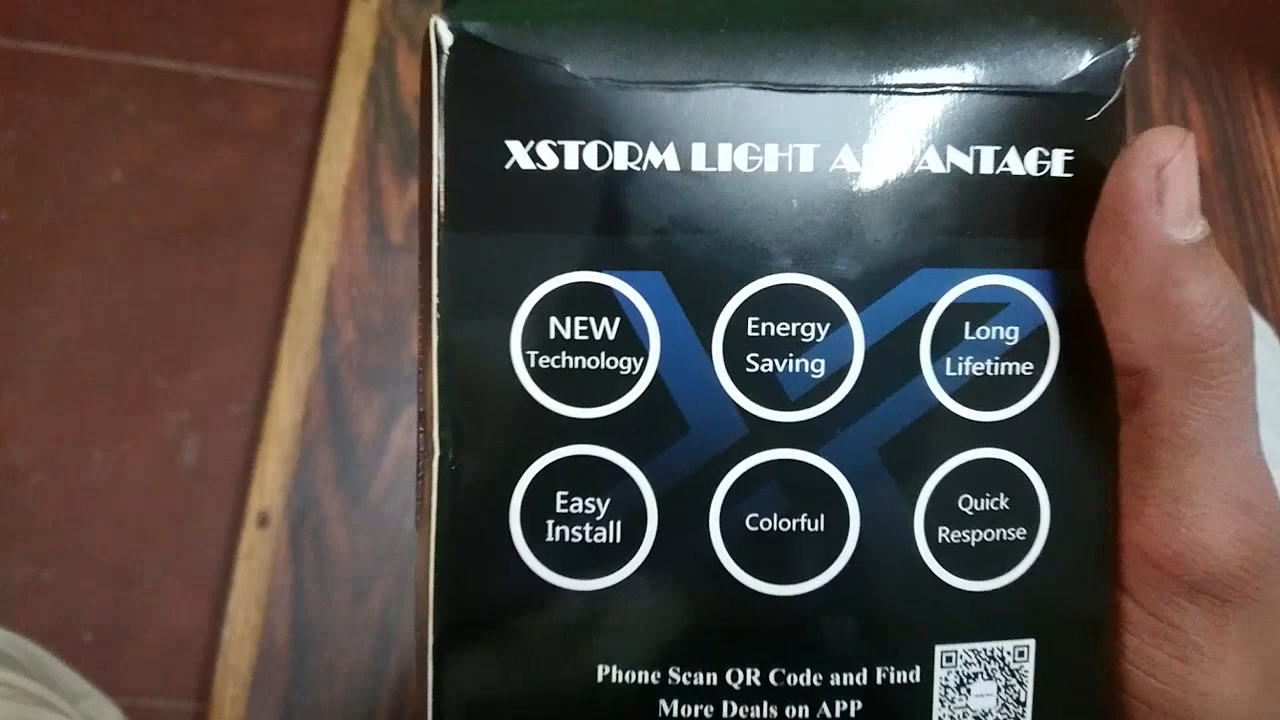 XSTORM LIGHT ADVANTAGE
NEW
Technology
Energy
Saving
Long
Lifetime
Easy
Install
Colorful
Quick
Response
Phone Scan QR Code and Find
More Deals on APP